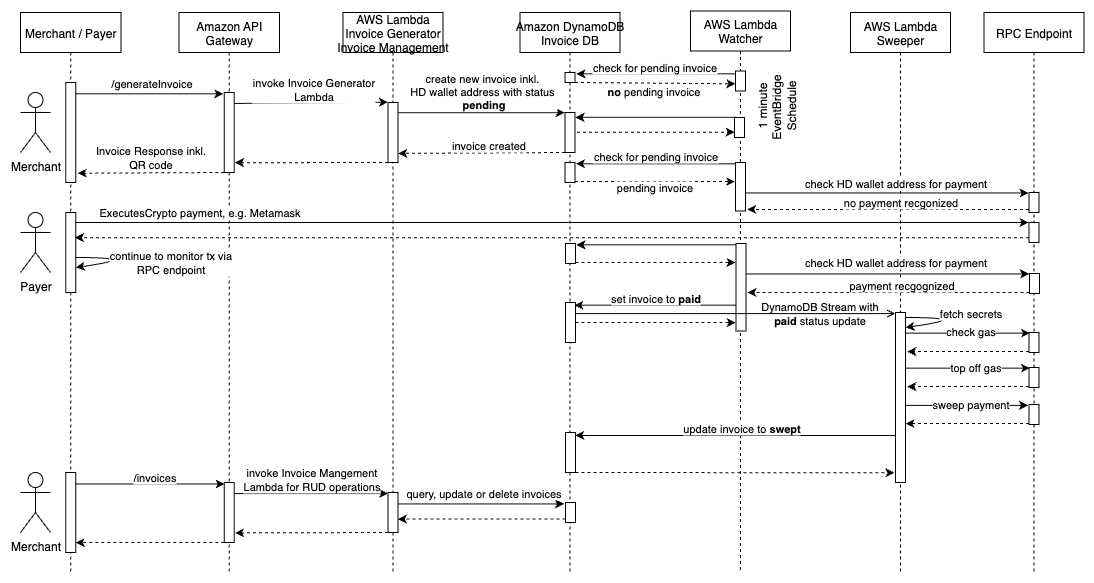 Merchant / Payer
Amazon API
Gateway
AWS Lambda
Invoice Generator
Invoice Management
Amazon DynamoDB
Invoice DB
AWS Lambda
Watcher
AWS Lambda
Sweeper
RPC Endpoint
check for pending invoice
no pending invoice
1 minute
EventBridge
Schedule
/generateInvoice
invoke Invoice Generator
Lambda
create new invoice inkl.
HD wallet address with status
pending
invoice created
Invoice Response inkl.
QR code
Merchant
check for pending invoice
pending invoice
check HD wallet address for payment
no payment recgonized
ExecutesCrypto payment, e.g. Metamask
continue to monitor tx via
RPC endpoint
Payer
check HD wallet address for payment
payment recgognized
set invoice to paid
DynamoDB Stream with
paid status update
fetch secrets
check gas
top off gas
sweep payment
update invoice to swept
/invoices
invoke Invoice Mangement
Lambda for RUD operations
query, update or delete invoices
Merchant